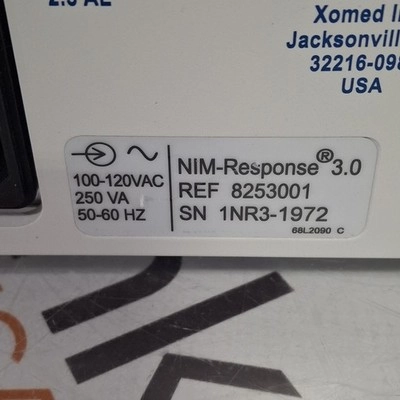 Xomed I
Jacksonvill
32216-098
USA
100-120VAC
250 VA
50-60 HZ
NIM-Response® 3.0
REF 8253001
SN 1NR3-1972
68L2090 C